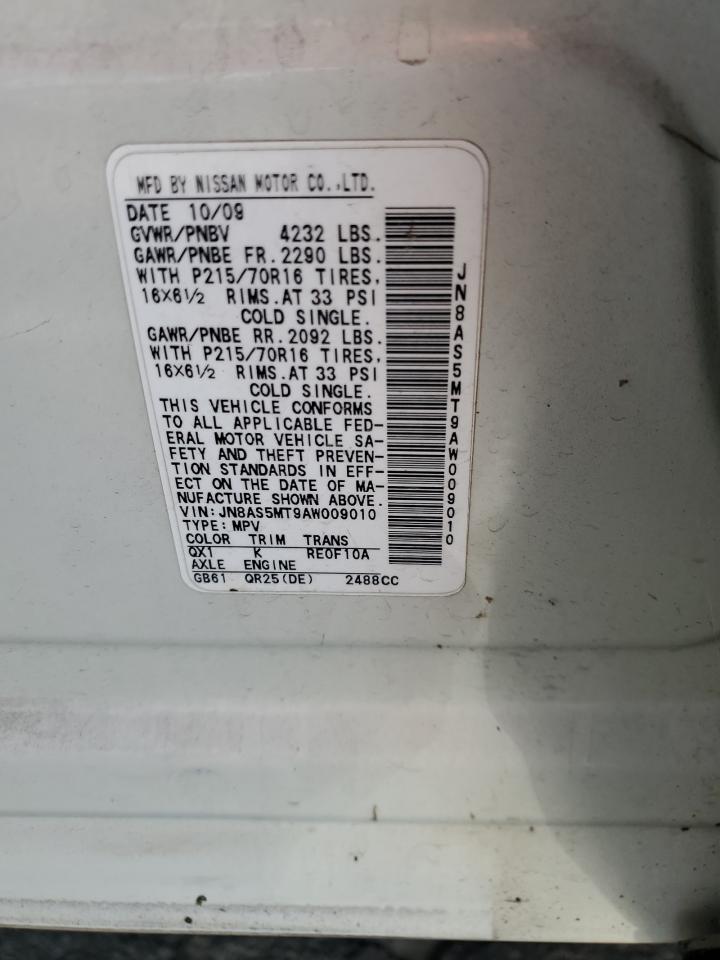 MFD BY NISSAN MOTOR CO.,LTD.
DATE 10/09
GVWR/PNBV 4232 LBS.
GAWR/PNBE FR.2290 LBS.
WITH P215/70R16 TIRES,
16X6½ RIMS.AT 33 PSI
COLD SINGLE.
GAWR/PNBE RR.2092 LBS.
WITH P215/70R16 TIRES,
16X6½ RIMS.AT 33 PSI
COLD SINGLE.
THIS VEHICLE CONFORMS
TO ALL APPLICABLE FED-
ERAL MOTOR VEHICLE SA-
FETY AND THEFT PREVEN-
TION STANDARDS IN EFF-
ECT ON THE DATE OF MA-
NUFACTURE SHOWN ABOVE.
VIN:JN8AS5MT9AW009010
TYPE:MPV
COLOR TRIM TRANS
QX1 K RE0F10A
AXLE ENGINE
GB61 QR25(DE) 2488CC
JN8AS5MT9AW009010